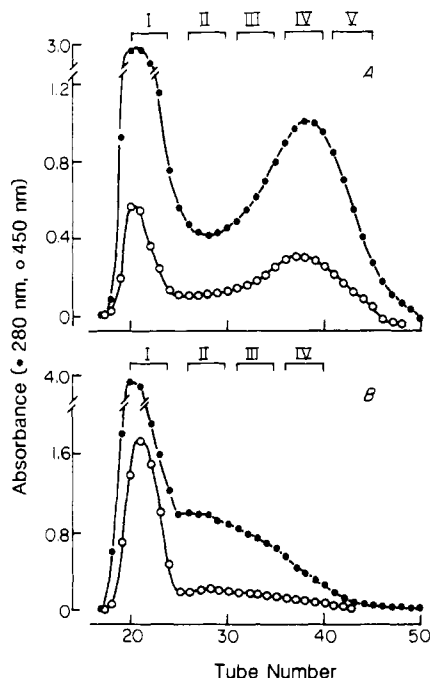 I II III IV V
A
3.0
1.2
0.8
0.4
0
I II III IV
B
4.0
1.6
0.8
0
20 30 40 50
Absorbance (• 280 nm, o 450 nm)
Tube Number